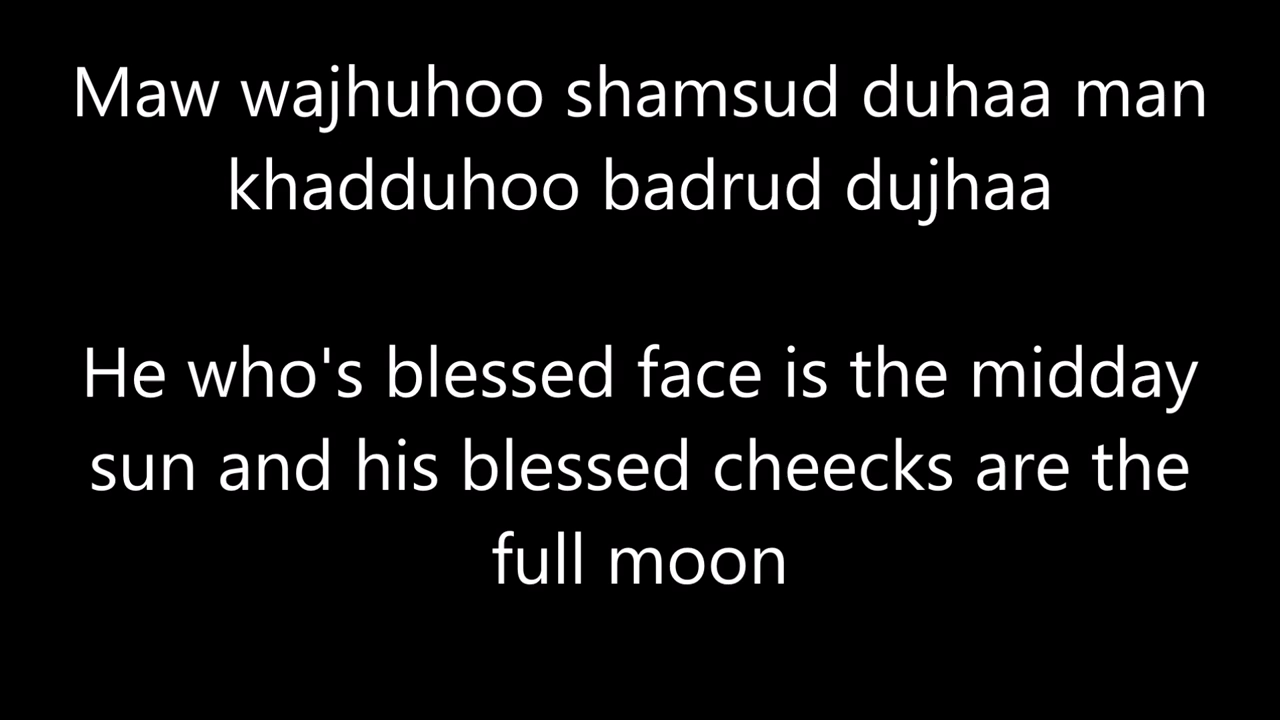 Maw wajhuhoo shamsud duhaa man
khadduhoo badrud dujhaa
He who's blessed face is the midday
sun and his blessed cheecks are the
full moon